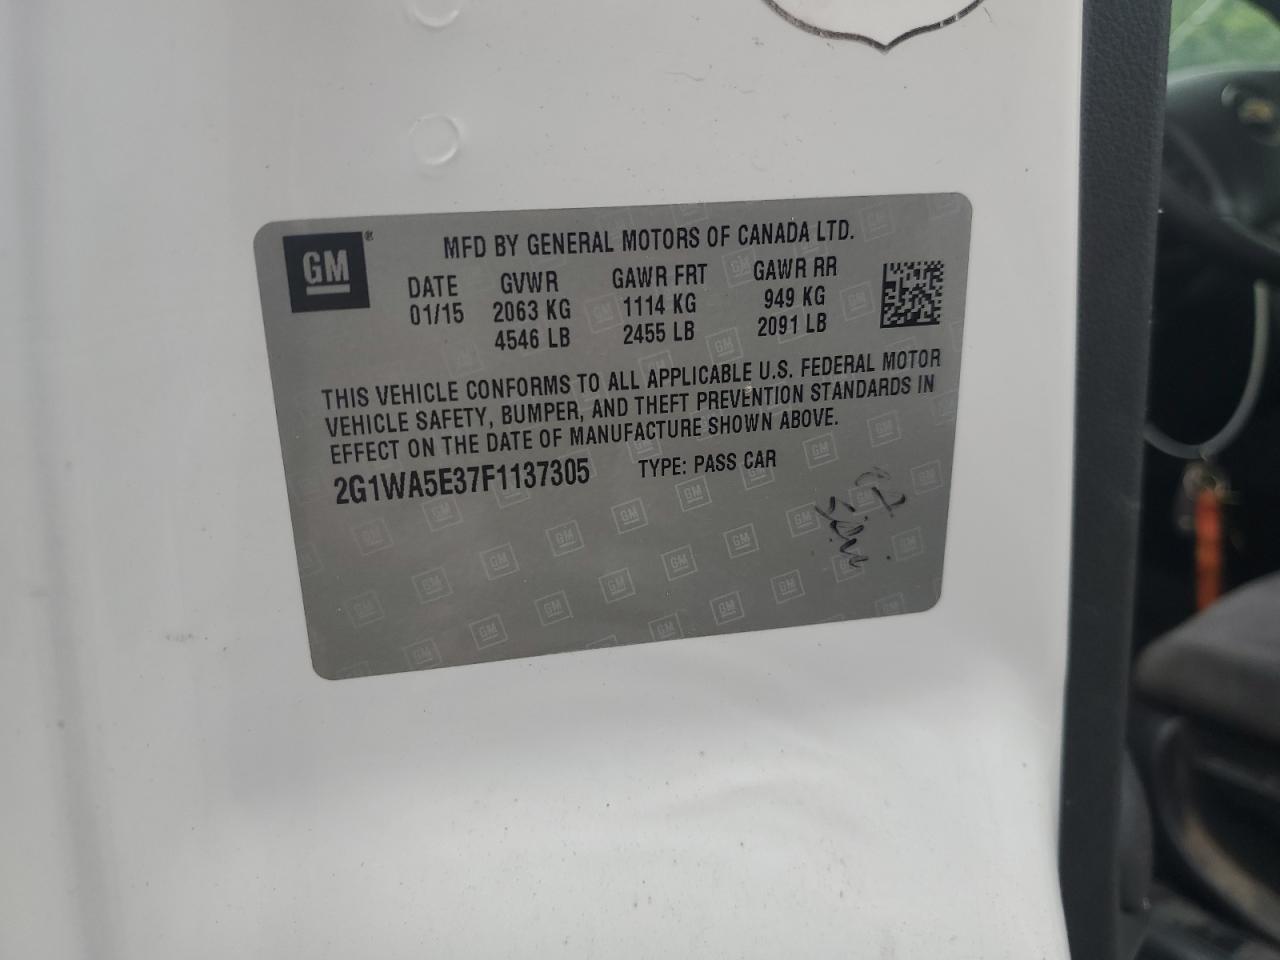 GM®
MFD BY GENERAL MOTORS OF CANADA LTD.
DATE GVWR GAWR FRT GAWR RR
01/15 2063 KG 1114 KG 949 KG
4546 LB 2455 LB 2091 LB
THIS VEHICLE CONFORMS TO ALL APPLICABLE U.S. FEDERAL MOTOR
VEHICLE SAFETY, BUMPER, AND THEFT PREVENTION STANDARDS IN
EFFECT ON THE DATE OF MANUFACTURE SHOWN ABOVE.
2G1WA5E37F1137305 TYPE: PASS CAR